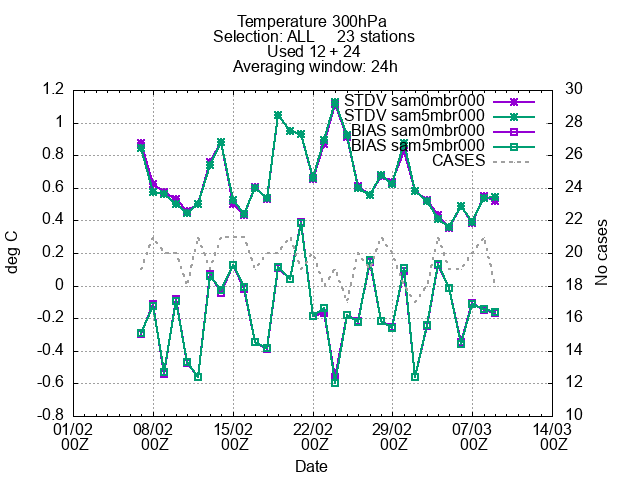 Temperature 300hPa
Selection: ALL 23 stations
Used 12 + 24
Averaging window: 24h
STDV sam0mbr000
STDV sam5mbr000
BIAS sam0mbr000
BIAS sam5mbr000
CASES
1.2
1
0.8
0.6
0.4
0.2
0
-0.2
-0.4
-0.6
-0.8
deg C
30
28
26
24
22
20
18
16
14
12
10
No cases
01/02 08/02 15/02 22/02 29/02 07/03 14/03
00Z 00Z 00Z 00Z 00Z 00Z 00Z
Date